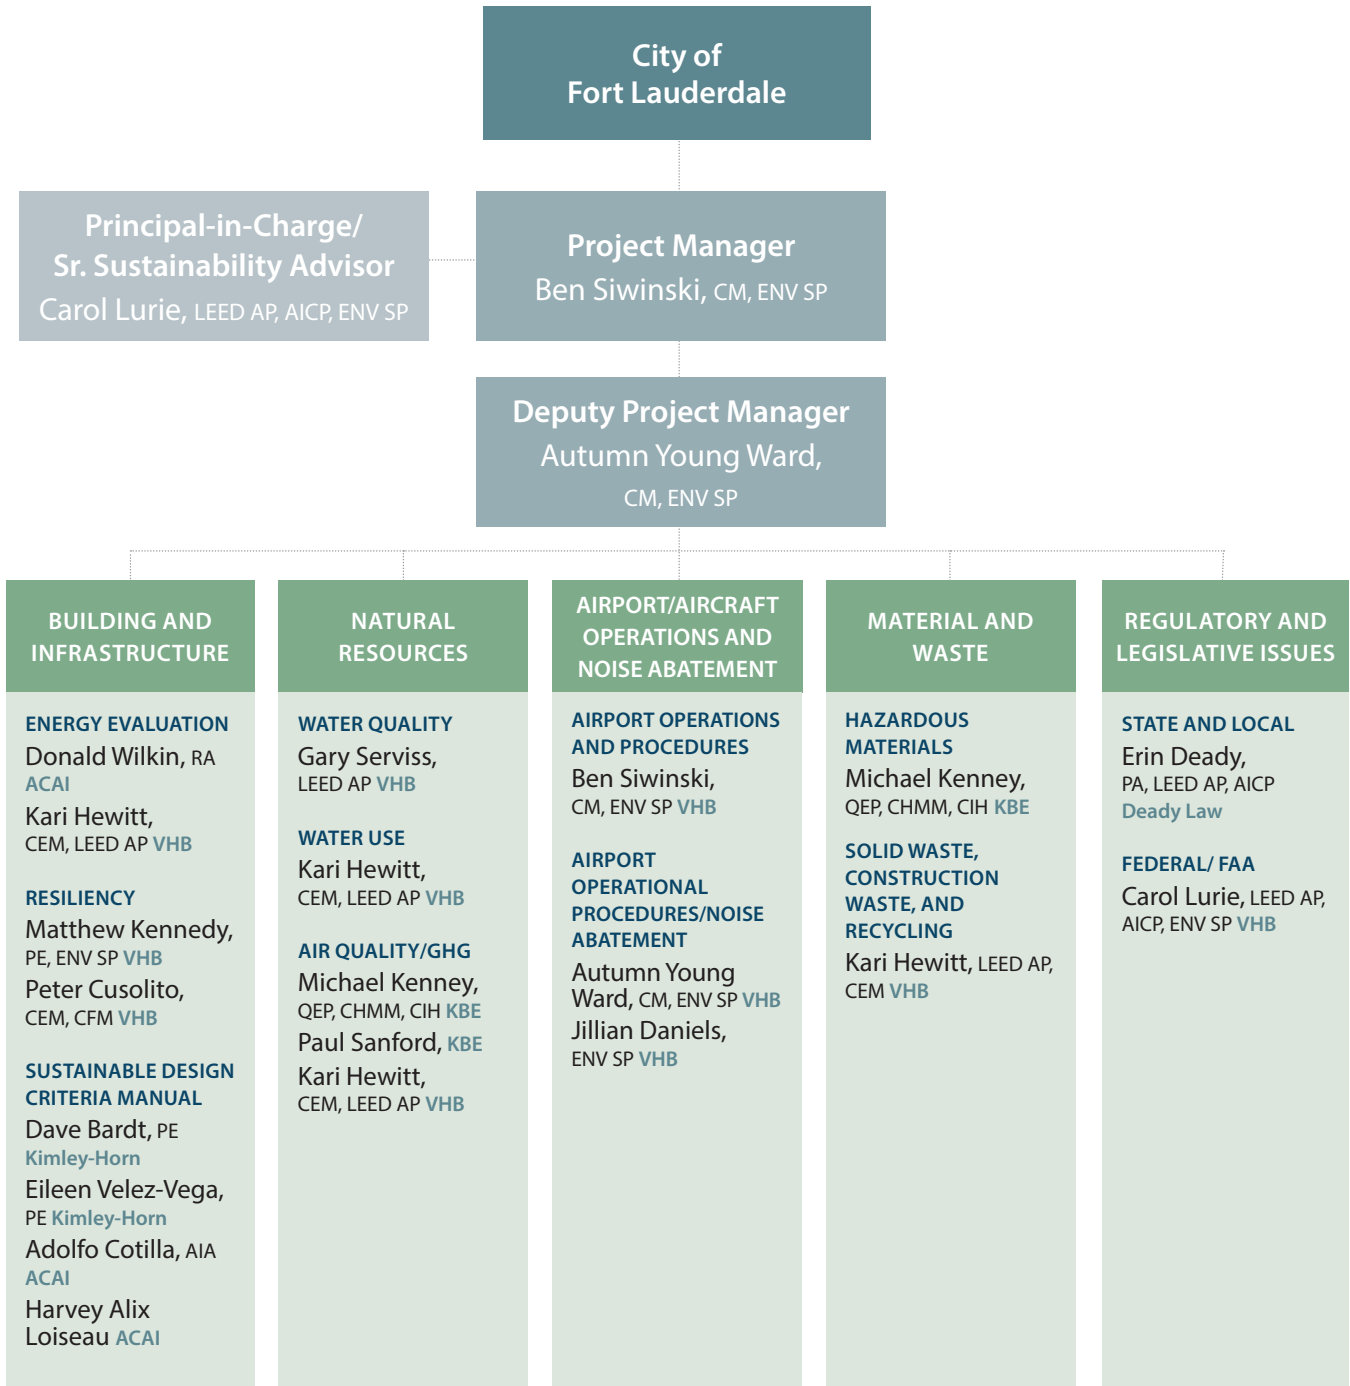 City of
Fort Lauderdale
Principal-in-Charge/
Sr. Sustainability Advisor
Carol Lurie, LEED AP, AICP, ENV SP
Project Manager
Ben Siwinski, CM, ENV SP
Deputy Project Manager
Autumn Young Ward,
CM, ENV SP
BUILDING AND
INFRASTRUCTURE
ENERGY EVALUATION
Donald Wilkin, RA
ACAI
Kari Hewitt,
CEM, LEED AP VHB
RESILIENCY
Matthew Kennedy,
PE, ENV SP VHB
Peter Cusolito,
CEM, CFM VHB
SUSTAINABLE DESIGN
CRITERIA MANUAL
Dave Bardt, PE
Kimley-Horn
Eileen Velez-Vega,
PE Kimley-Horn
Adolfo Cotilla, AIA
ACAI
Harvey Alix
Loiseau ACAI
NATURAL
RESOURCES
WATER QUALITY
Gary Serviss,
LEED AP VHB
WATER USE
Kari Hewitt,
CEM, LEED AP VHB
AIR QUALITY/GHG
Michael Kenney,
QEP, CHMM, CIH KBE
Paul Sanford, KBE
Kari Hewitt,
CEM, LEED AP VHB
AIRPORT/AIRCRAFT
OPERATIONS AND
NOISE ABATEMENT
AIRPORT OPERATIONS
AND PROCEDURES
Ben Siwinski,
CM, ENV SP VHB
AIRPORT
OPERATIONAL
PROCEDURES/NOISE
ABATEMENT
Autumn Young
Ward, CM, ENV SP VHB
Jillian Daniels,
ENV SP VHB
MATERIAL AND
WASTE
HAZARDOUS
MATERIALS
Michael Kenney,
QEP, CHMM, CIH KBE
SOLID WASTE,
CONSTRUCTION
WASTE, AND
RECYCLING
Kari Hewitt, LEED AP,
CEM VHB
REGULATORY AND
LEGISLATIVE ISSUES
STATE AND LOCAL
Erin Deady,
PA, LEED AP, AICP
Deady Law
FEDERAL/ FAA
Carol Lurie, LEED AP,
AICP, ENV SP VHB